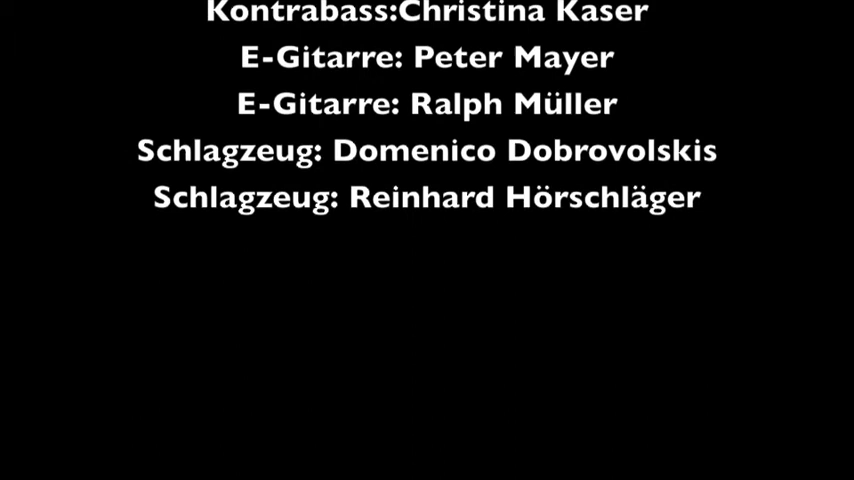 Kontrabass:Christina Kaser
E-Gitarre: Peter Mayer
E-Gitarre: Ralph Müller
Schlagzeug: Domenico Dobrovolskis
Schlagzeug: Reinhard Hörschläger